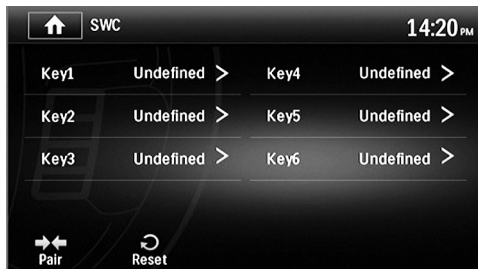 SWC 14:20 PM
Key1 Undefined > Key4 Undefined >
Key2 Undefined > Key5 Undefined >
Key3 Undefined > Key6 Undefined >
Pair Reset